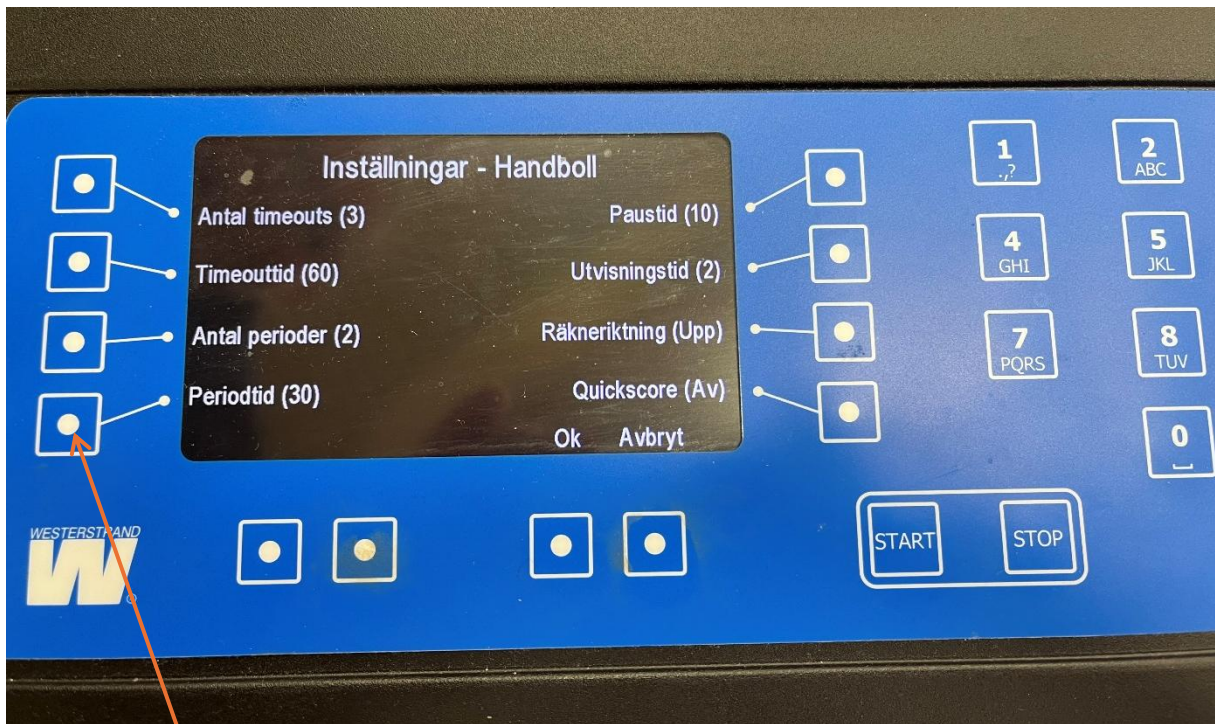 Inställningar - Handboll
Antal timeouts (3)
Paustid (10)
Timeouttid (60)
Utvisningstid (2)
Antal perioder (2)
Räkneriktning (Upp)
Periodtid (30)
Quickscore (Av)
Ok Avbryt
1
.,?
2
ABC
4
GHI
5
JKL
7
PQRS
8
TUV
0
START
STOP
WESTERSTRAND
W